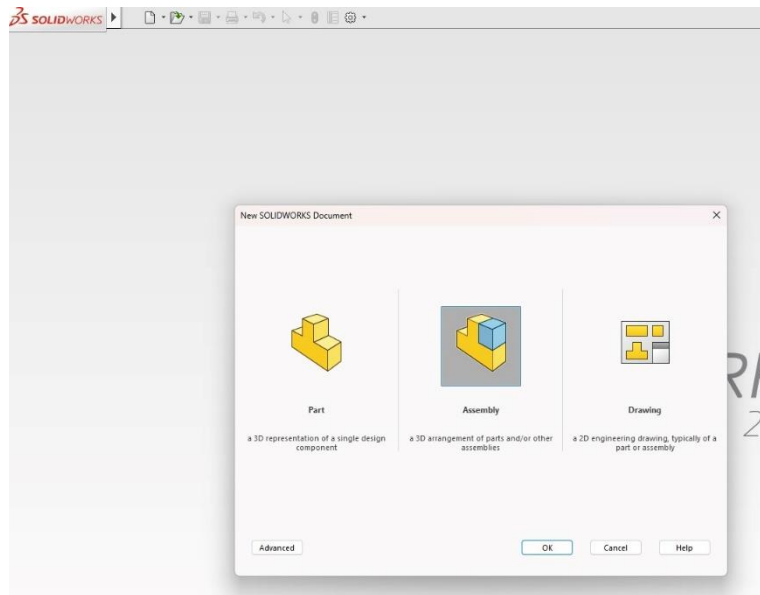 SOLIDWORKS
New SOLIDWORKS Document
Part
a 3D representation of a single design
component
Assembly
a 3D arrangement of parts and/or other
assemblies
Drawing
a 2D engineering drawing, typically of a
part or assembly
2
Advanced
OK
Cancel
Help